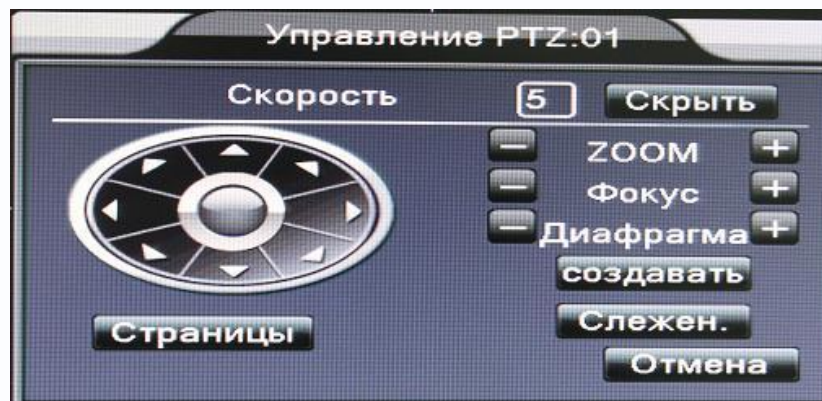 Управление PTZ:01
Скорость 5 Скрыть
− ZOOM +
− Фокус +
− Диафрагма +
создавать
Страницы
Слежен.
Отмена